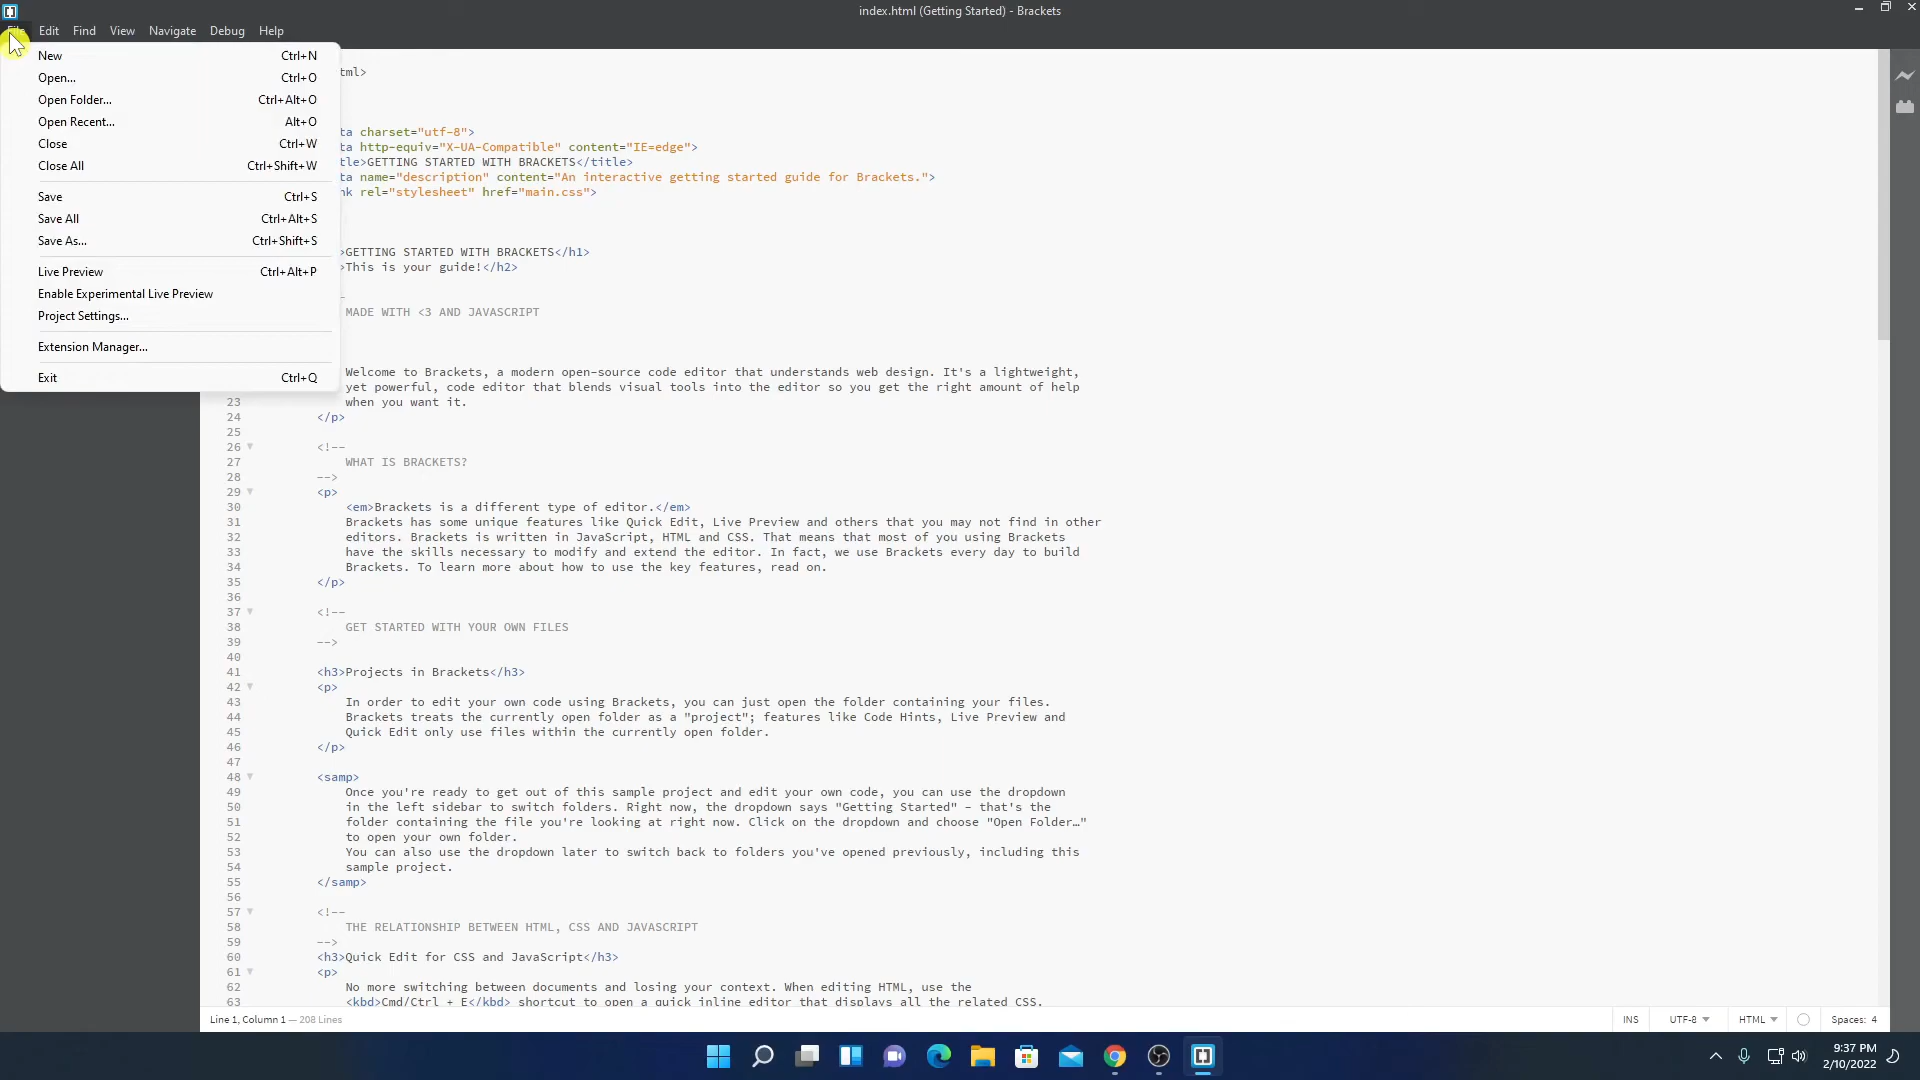 index.html (Getting Started) - Brackets
File Edit Find View Navigate Debug Help
New Ctrl+N
Open... Ctrl+O
Open Folder... Ctrl+Alt+O
Open Recent... Alt+O
Close Ctrl+W
Close All Ctrl+Shift+W
Save Ctrl+S
Save All Ctrl+Alt+S
Save As... Ctrl+Shift+S
Live Preview Ctrl+Alt+P
Enable Experimental Live Preview
Project Settings...
Extension Manager...
Exit Ctrl+Q
tml>
ta charset="utf-8">
ta http-equiv="X-UA-Compatible" content="IE=edge">
tle>GETTING STARTED WITH BRACKETS</title>
ta name="description" content="An interactive getting started guide for Brackets.">
nk rel="stylesheet" href="main.css">
>GETTING STARTED WITH BRACKETS</h1>
>This is your guide!</h2>
MADE WITH <3 AND JAVASCRIPT
Welcome to Brackets, a modern open-source code editor that understands web design. It's a lightweight,
yet powerful, code editor that blends visual tools into the editor so you get the right amount of help
23 when you want it.
24 </p>
25
26 <!--
27 WHAT IS BRACKETS?
28 -->
29 <p>
30 <em>Brackets is a different type of editor.</em>
31 Brackets has some unique features like Quick Edit, Live Preview and others that you may not find in other
32 editors. Brackets is written in JavaScript, HTML and CSS. That means that most of you using Brackets
33 have the skills necessary to modify and extend the editor. In fact, we use Brackets every day to build
34 Brackets. To learn more about how to use the key features, read on.
35 </p>
36
37 <!--
38 GET STARTED WITH YOUR OWN FILES
39 -->
40
41 <h3>Projects in Brackets</h3>
42 <p>
43 In order to edit your own code using Brackets, you can just open the folder containing your files.
44 Brackets treats the currently open folder as a "project"; features like Code Hints, Live Preview and
45 Quick Edit only use files within the currently open folder.
46 </p>
47
48 <samp>
49 Once you're ready to get out of this sample project and edit your own code, you can use the dropdown
50 in the left sidebar to switch folders. Right now, the dropdown says "Getting Started" - that's the
51 folder containing the file you're looking at right now. Click on the dropdown and choose "Open Folder…"
52 to open your own folder.
53 You can also use the dropdown later to switch back to folders you've opened previously, including this
54 sample project.
55 </samp>
56
57 <!--
58 THE RELATIONSHIP BETWEEN HTML, CSS AND JAVASCRIPT
59 -->
60 <h3>Quick Edit for CSS and JavaScript</h3>
61 <p>
62 No more switching between documents and losing your context. When editing HTML, use the
63 <kbd>Cmd/Ctrl + E</kbd> shortcut to open a quick inline editor that displays all the related CSS.
Line 1, Column 1 — 208 Lines INS UTF-8 HTML Spaces: 4
9:37 PM
2/10/2022